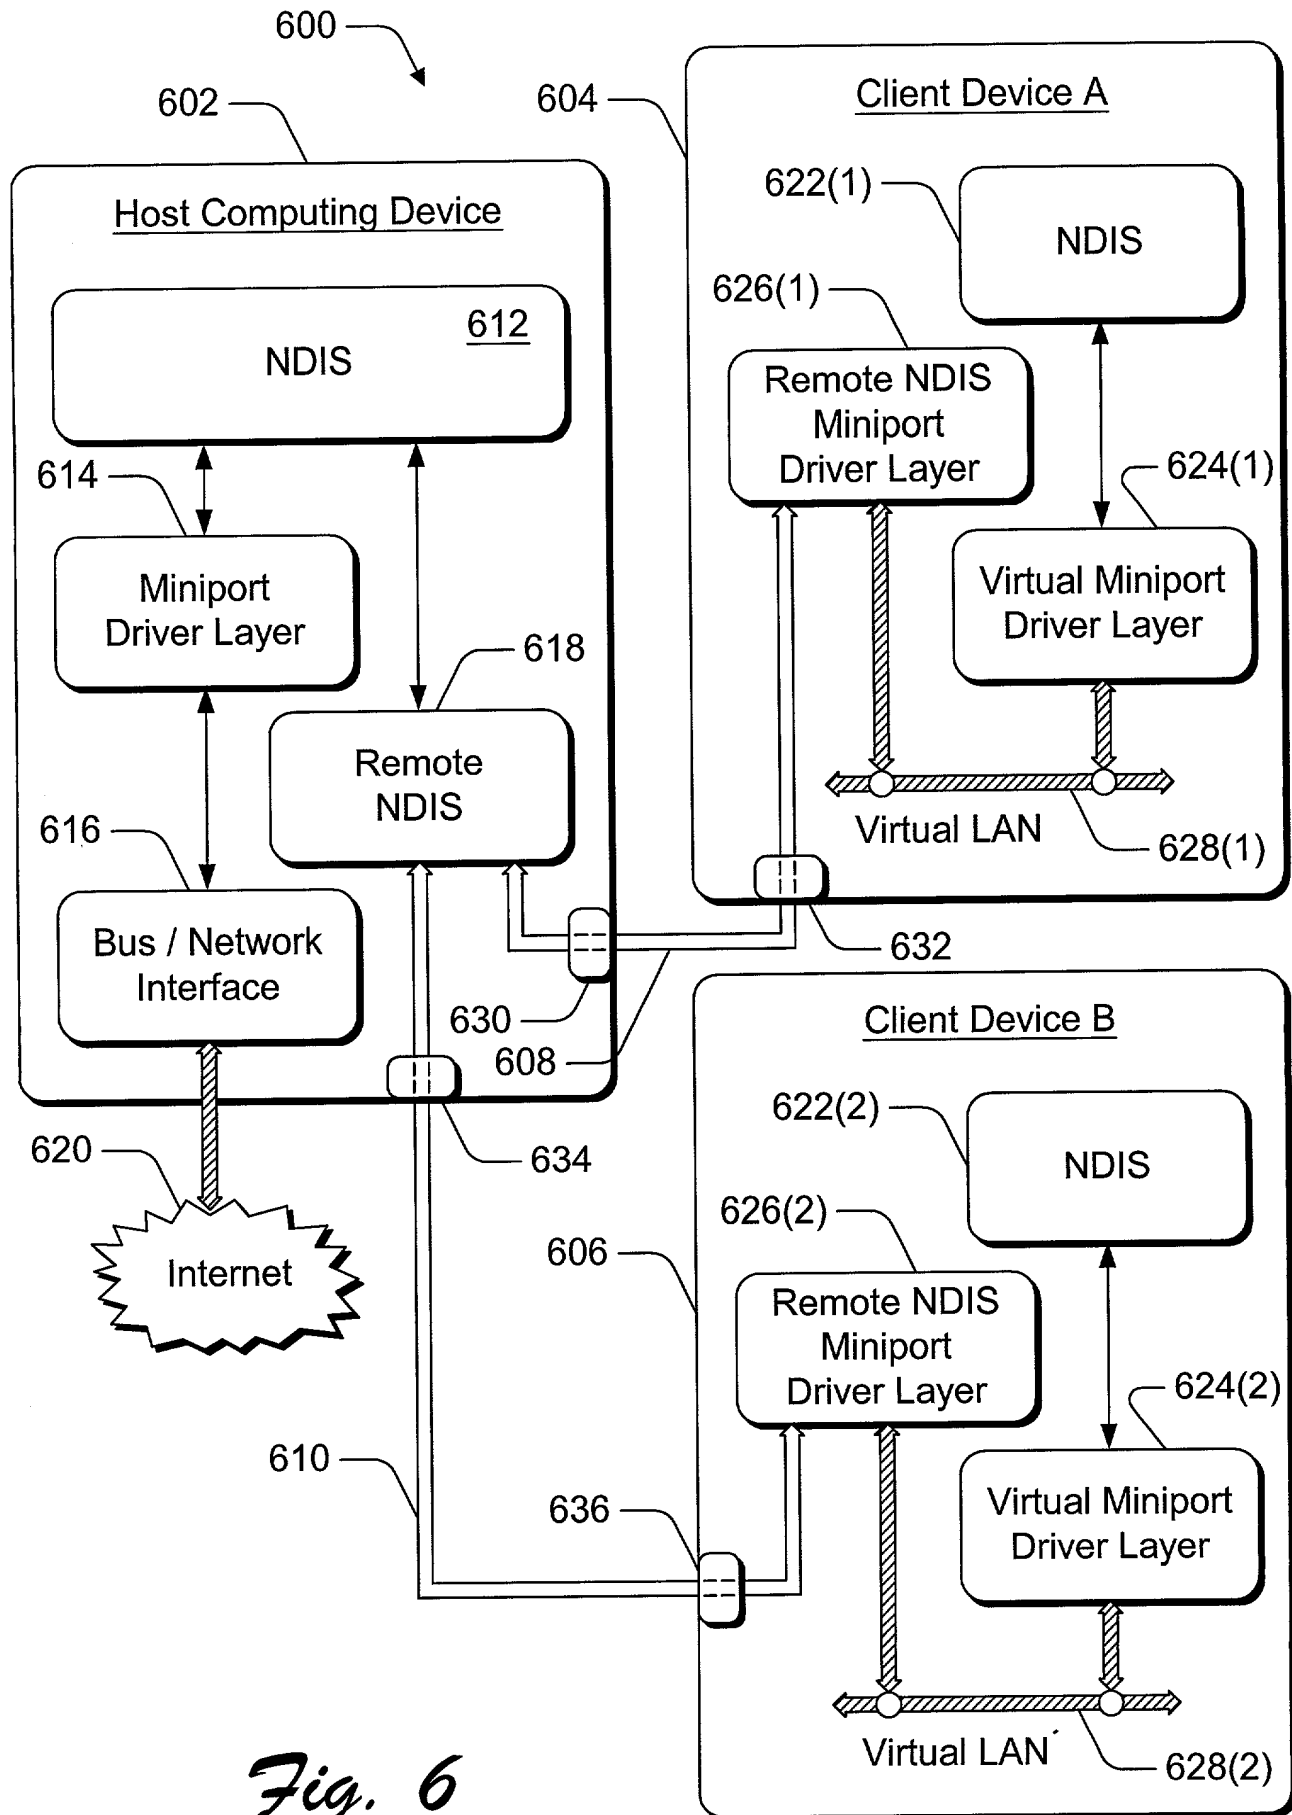 600
602
Host Computing Device
612
NDIS
614
Miniport
Driver Layer
618
Remote
NDIS
616
Bus / Network
Interface
630
608
634
620
Internet
610
604
Client Device A
622(1)
NDIS
626(1)
Remote NDIS
Miniport
Driver Layer
624(1)
Virtual Miniport
Driver Layer
Virtual LAN
628(1)
632
Client Device B
622(2)
NDIS
626(2)
606
Remote NDIS
Miniport
Driver Layer
624(2)
636
Virtual Miniport
Driver Layer
Virtual LAN
628(2)
Fig. 6